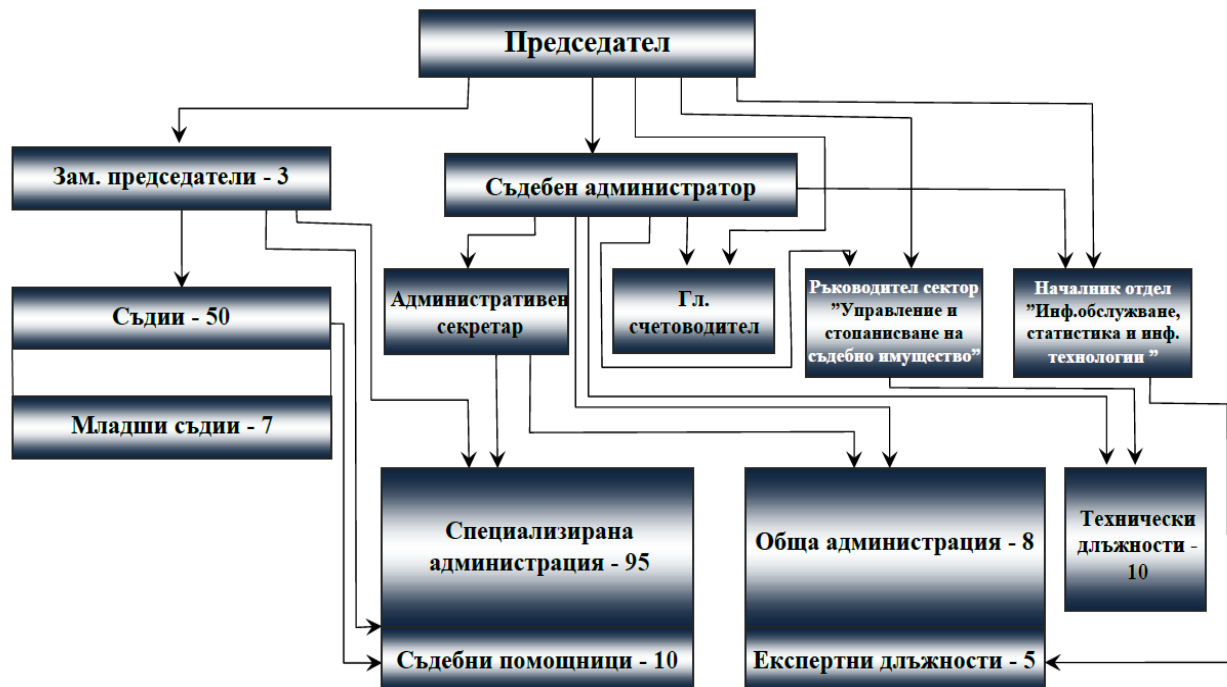 Председател
Зам. председатели - 3
Съдебен администратор
Съдии - 50
Административен
секретар
Гл.
счетоводител
Ръководител сектор
”Управление и
стопанисване на
съдебно имущество”
Началник отдел
”Инф.обслужване,
статистика и инф.
технологии ”
Младши съдии - 7
Специализирана
администрация - 95
Обща администрация - 8
Технически
длъжности -
10
Съдебни помощници - 10
Експертни длъжности - 5